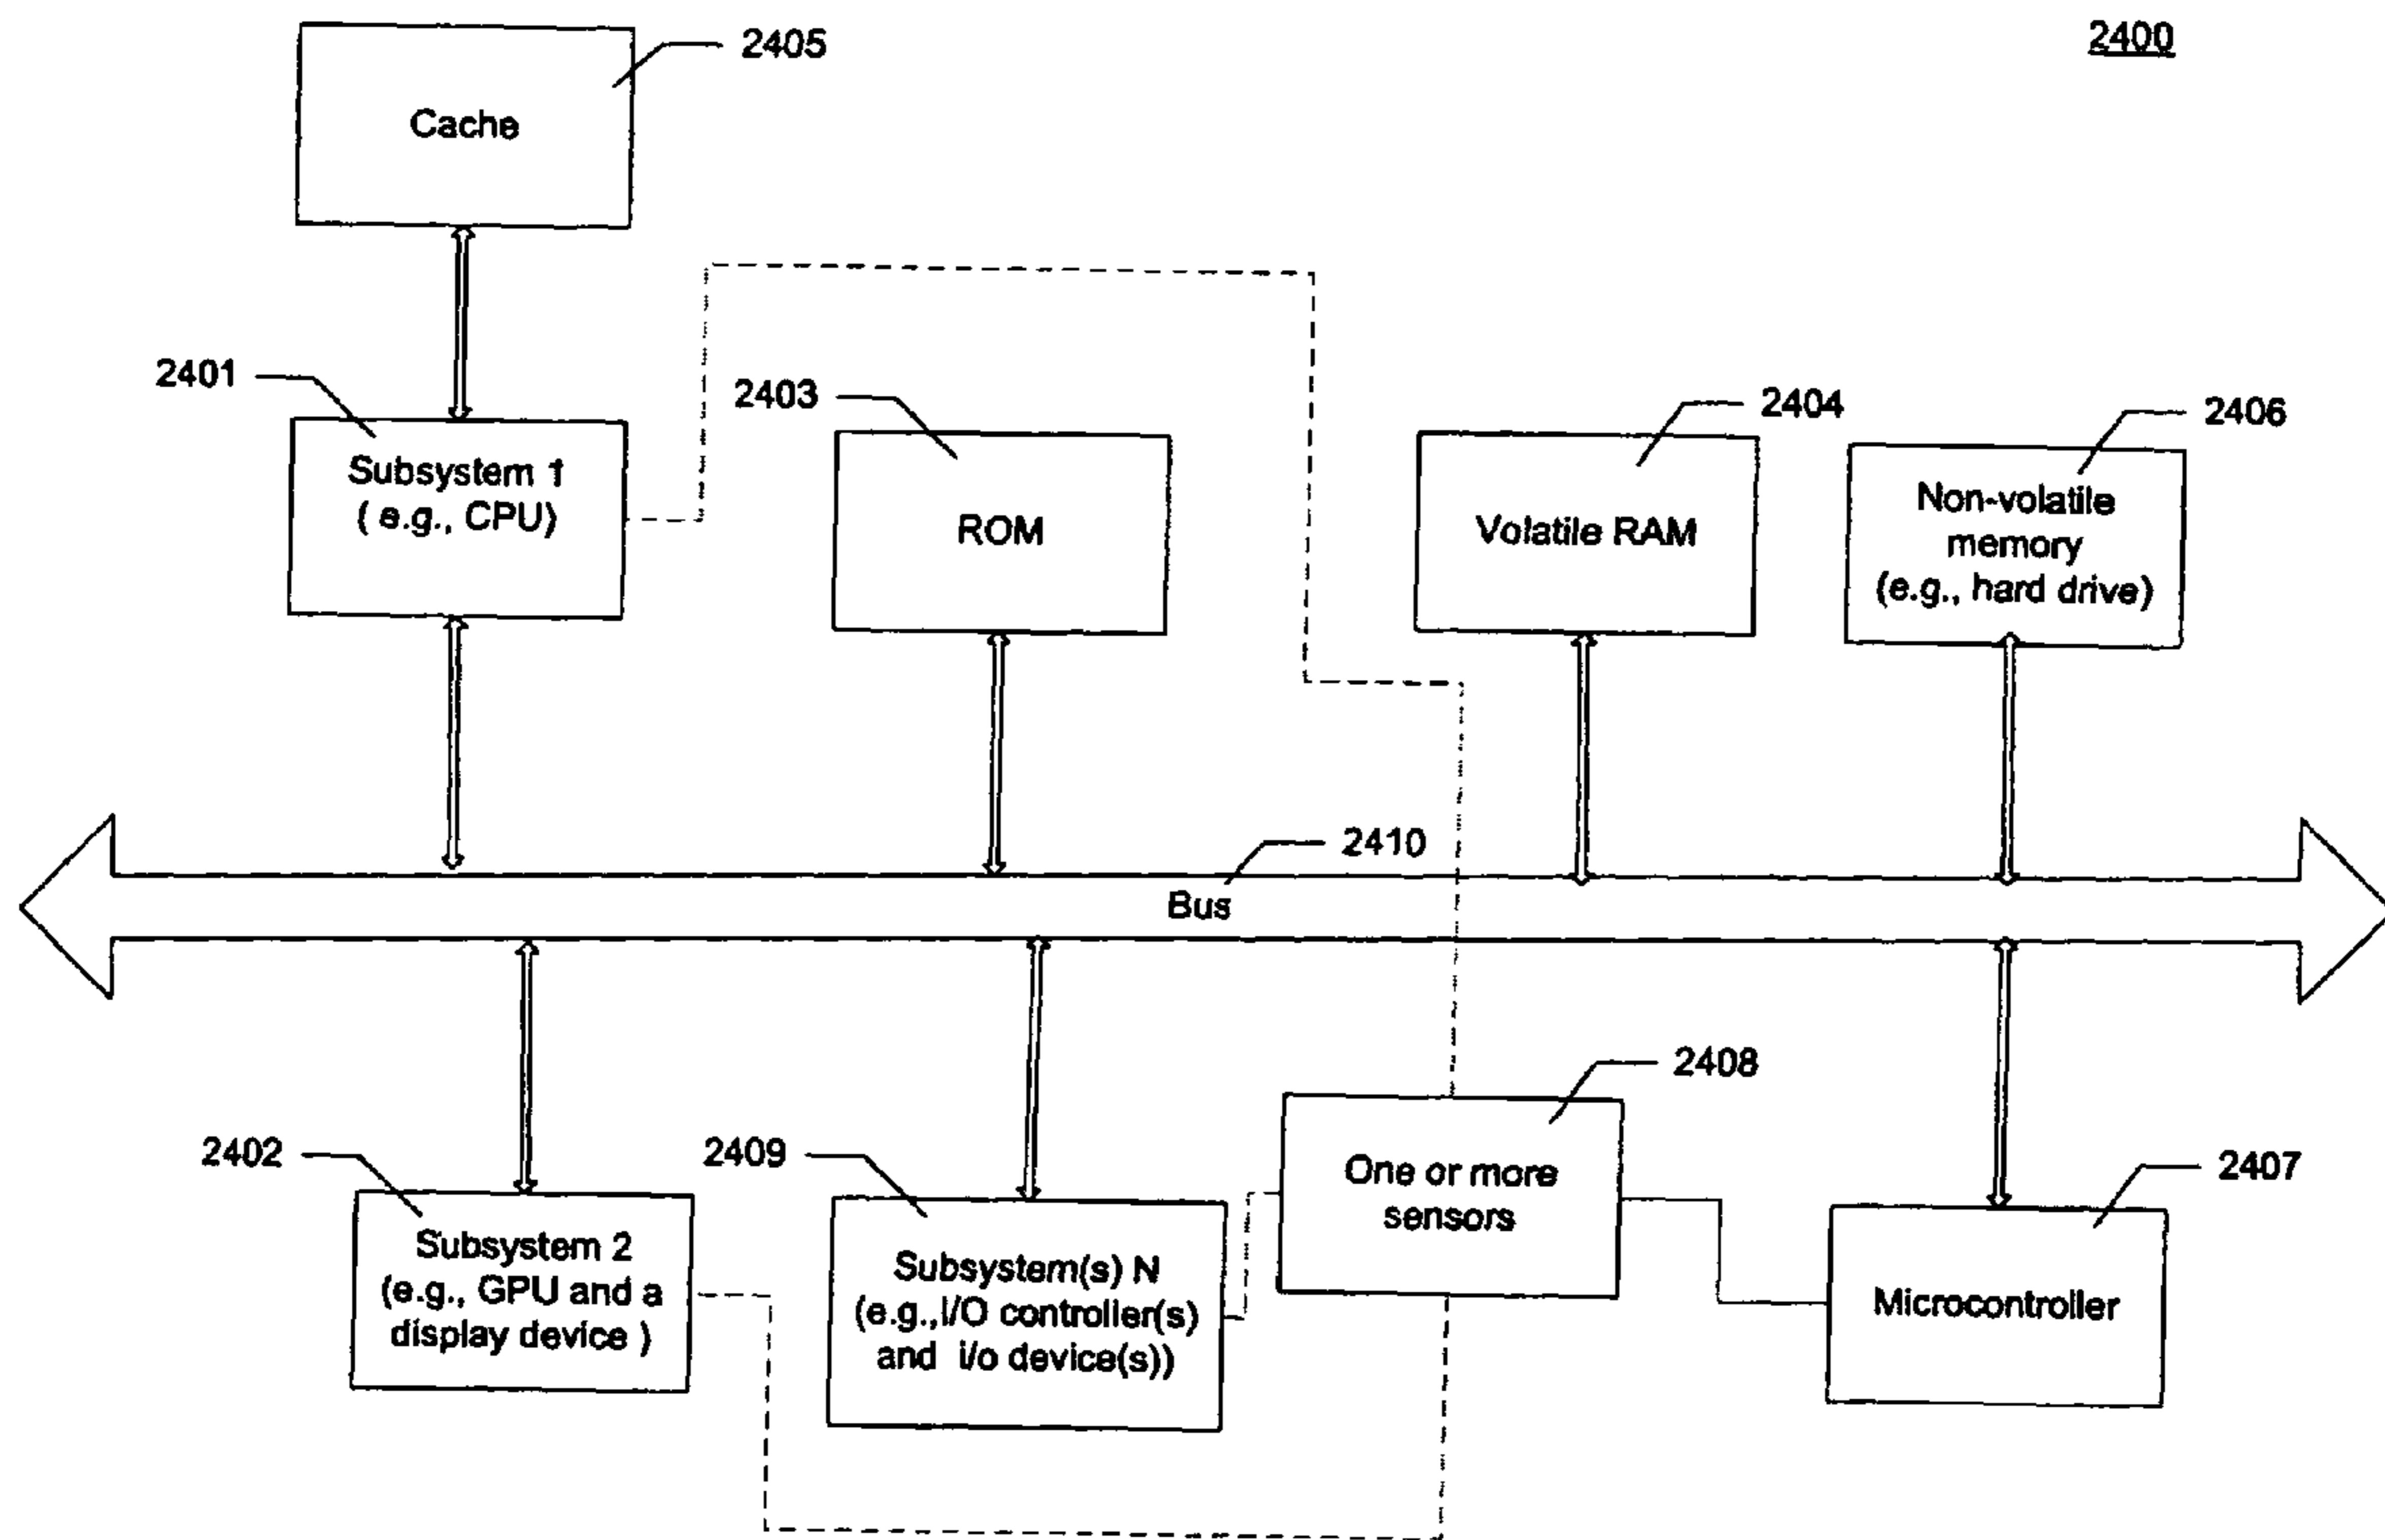 2400
2405
Cache
2401
Subsystem 1
( e.g., CPU)
2403
ROM
2404
Volatile RAM
2406
Non-volatile
memory
(e.g., hard drive)
2410
Bus
2402
Subsystem 2
(e.g., GPU and a
display device )
2409
Subsystem(s) N
(e.g.,I/O controller(s)
and i/o device(s))
2408
One or more
sensors
2407
Microcontroller